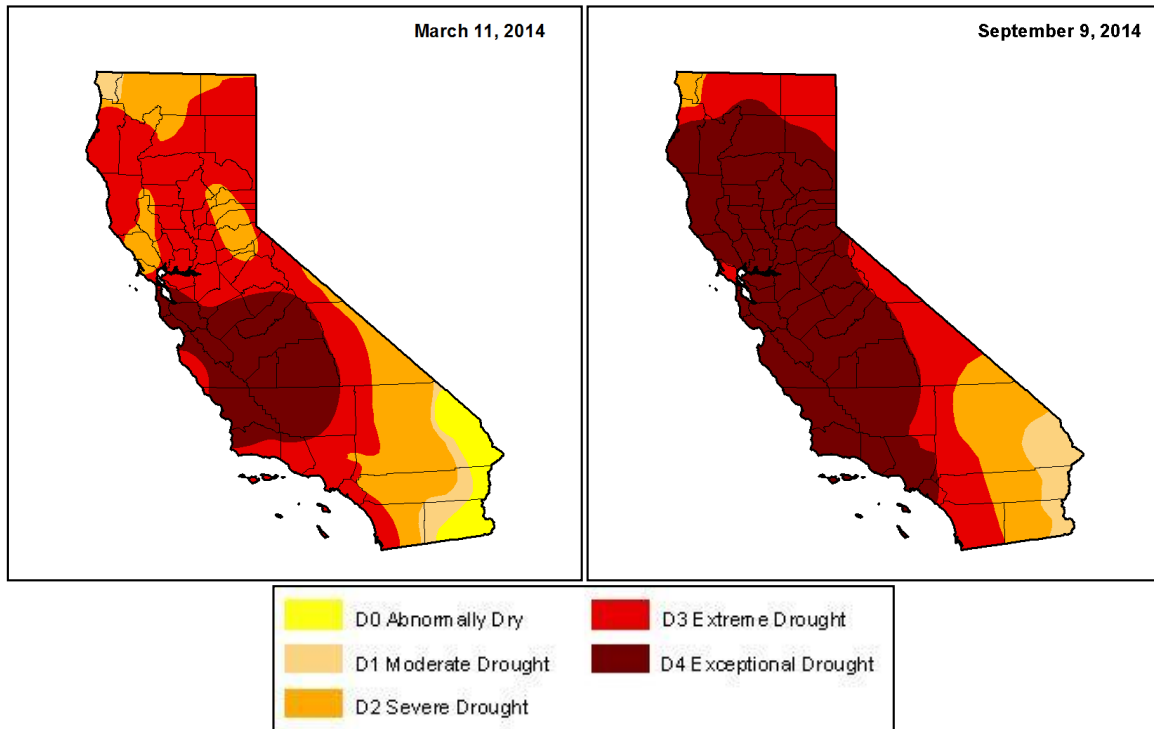 March 11, 2014
September 9, 2014
D0 Abnormally Dry
D1 Moderate Drought
D2 Severe Drought
D3 Extreme Drought
D4 Exceptional Drought